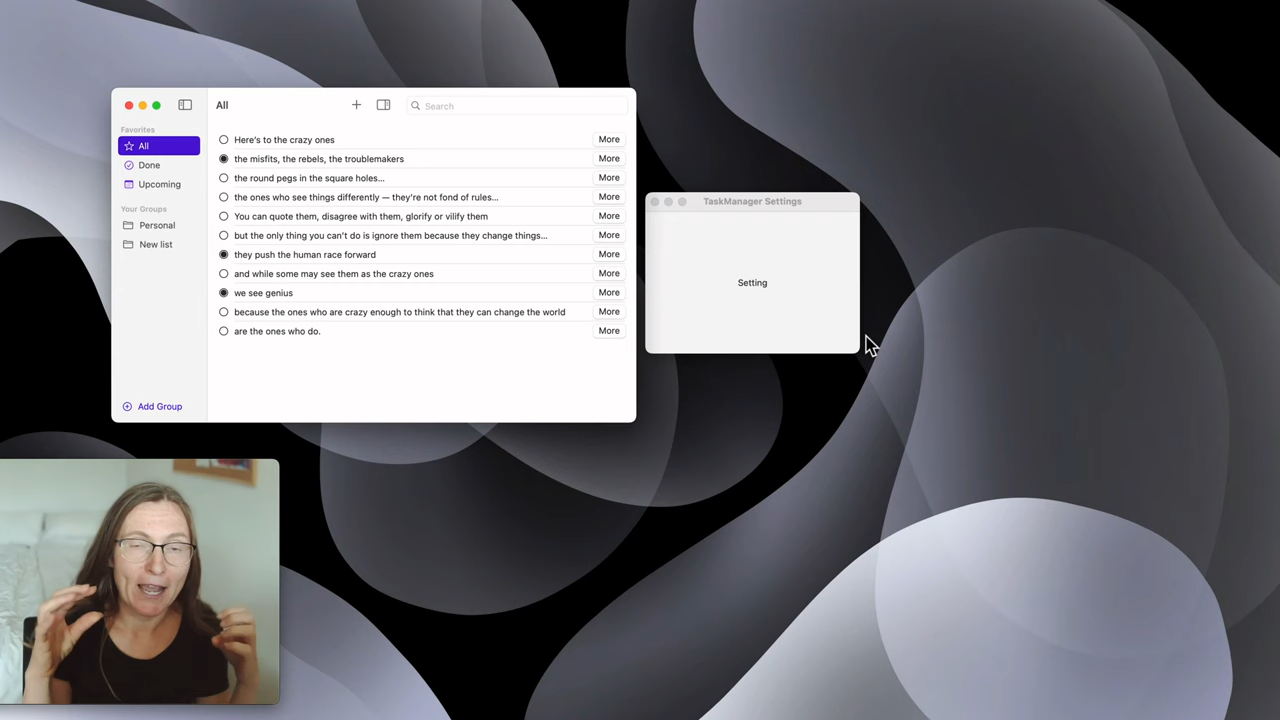 All
Search
Favorites
All
Done
Upcoming
Your Groups
Personal
New list
Add Group
Here's to the crazy ones More
the misfits, the rebels, the troublemakers More
the round pegs in the square holes... More
the ones who see things differently — they're not fond of rules... More
You can quote them, disagree with them, glorify or vilify them More
but the only thing you can't do is ignore them because they change things... More
they push the human race forward More
and while some may see them as the crazy ones More
we see genius More
because the ones who are crazy enough to think that they can change the world More
are the ones who do. More
TaskManager Settings
Setting